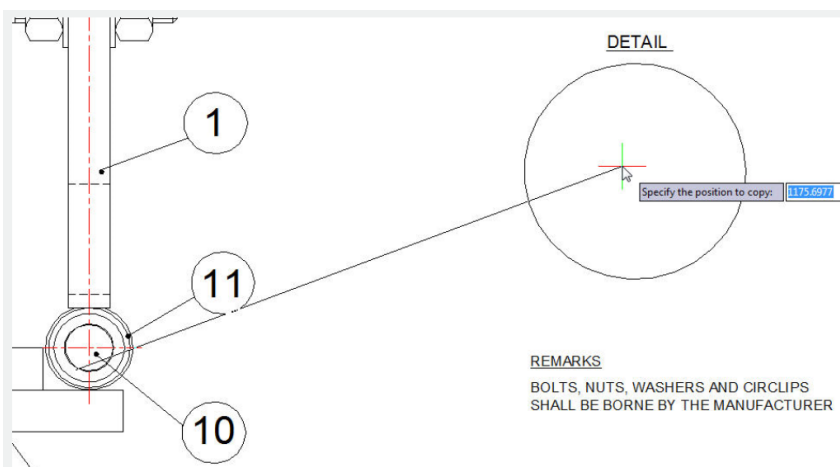 DETAIL
1
Specify the position to copy: 1175.6977
11
REMARKS
BOLTS, NUTS, WASHERS AND CIRCLIPS
SHALL BE BORNE BY THE MANUFACTURER
10